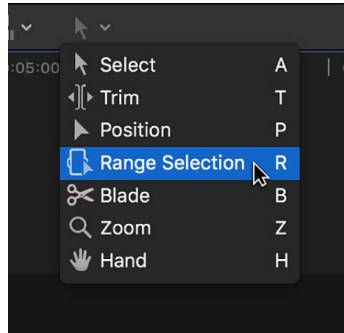 :05:00
Select A
Trim T
Position P
Range Selection R
Blade B
Zoom Z
Hand H